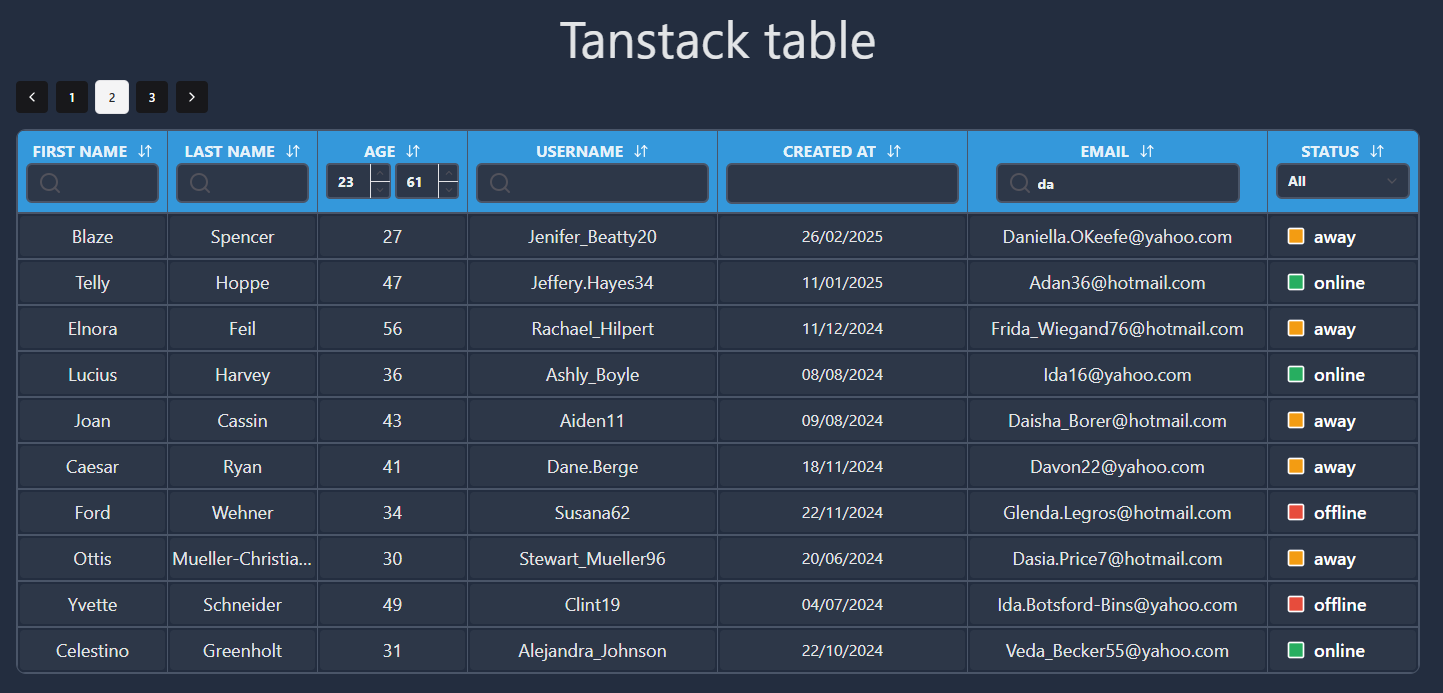 Tanstack table
1 2 3
FIRST NAME LAST NAME AGE USERNAME CREATED AT EMAIL STATUS
23 61 da All
Blaze Spencer 27 Jenifer_Beatty20 26/02/2025 Daniella.OKeefe@yahoo.com away
Telly Hoppe 47 Jeffery.Hayes34 11/01/2025 Adan36@hotmail.com online
Elnora Feil 56 Rachael_Hilpert 11/12/2024 Frida_Wiegand76@hotmail.com away
Lucius Harvey 36 Ashly_Boyle 08/08/2024 Ida16@yahoo.com online
Joan Cassin 43 Aiden11 09/08/2024 Daisha_Borer@hotmail.com away
Caesar Ryan 41 Dane.Berge 18/11/2024 Davon22@yahoo.com away
Ford Wehner 34 Susana62 22/11/2024 Glenda.Legros@hotmail.com offline
Ottis Mueller-Christia... 30 Stewart_Mueller96 20/06/2024 Dasia.Price7@hotmail.com away
Yvette Schneider 49 Clint19 04/07/2024 Ida.Botsford-Bins@yahoo.com offline
Celestino Greenholt 31 Alejandra_Johnson 22/10/2024 Veda_Becker55@yahoo.com online